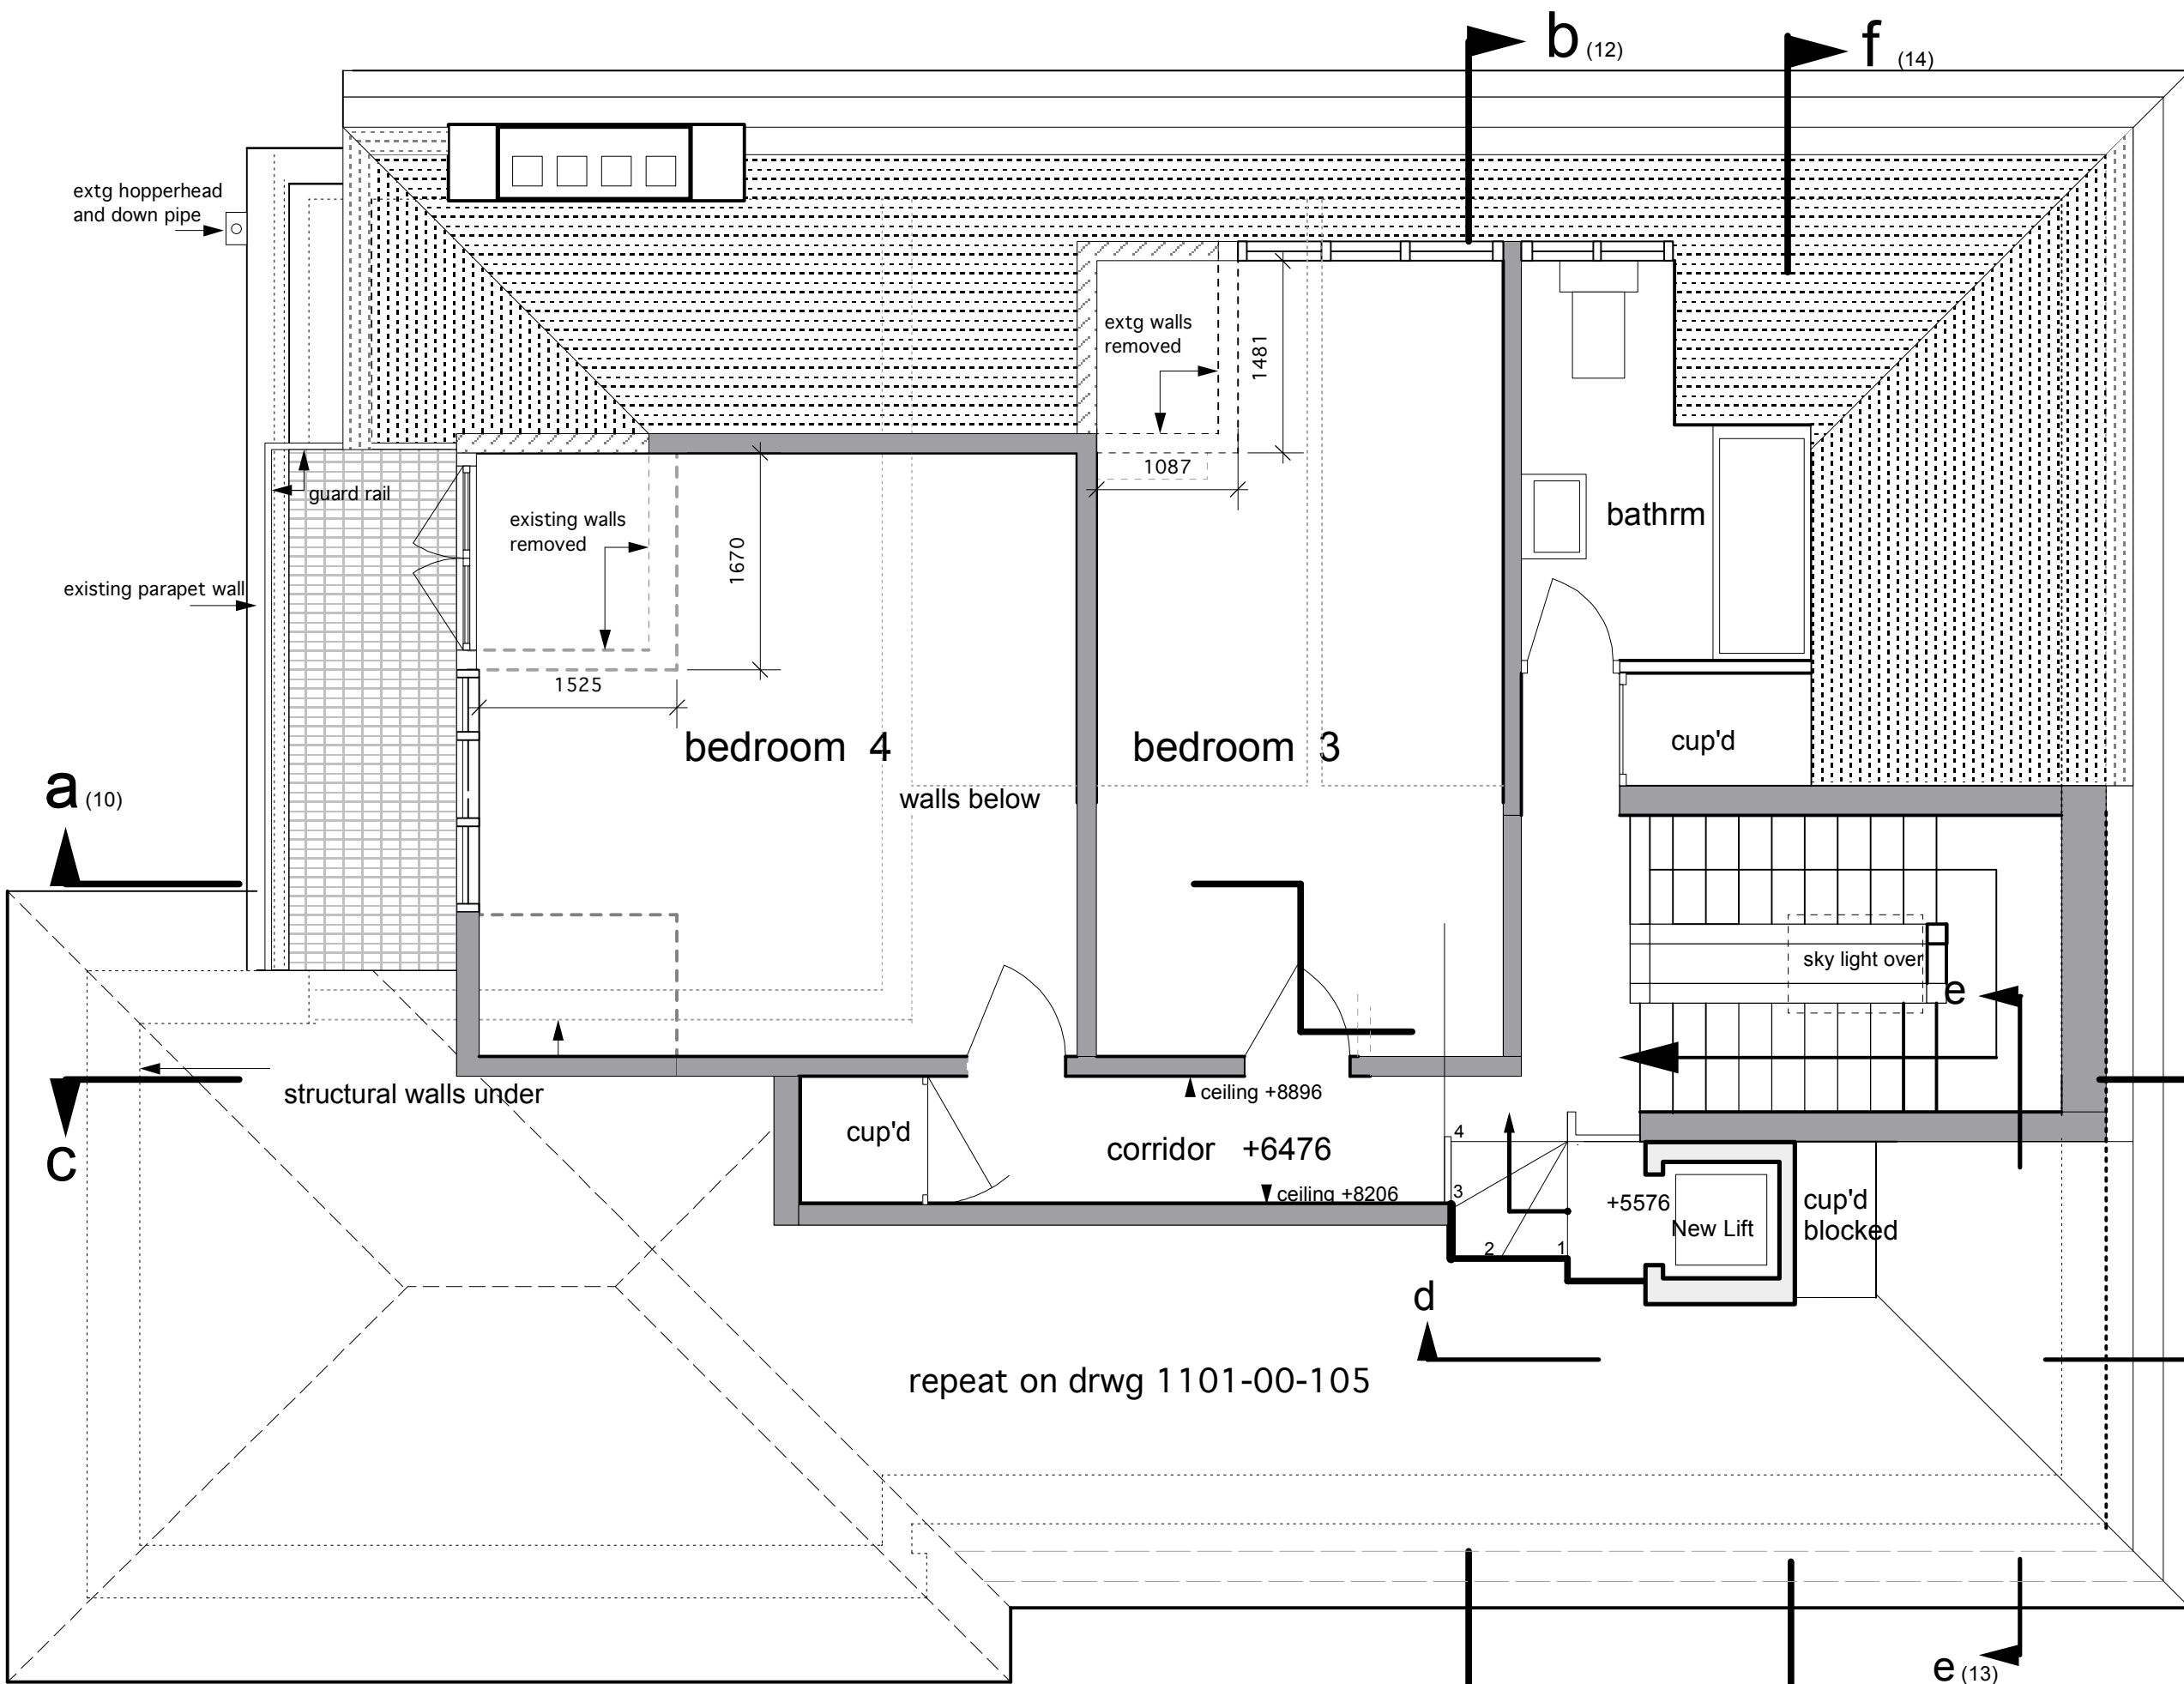 b (12)
f (14)
extg hopperhead
and down pipe
extg walls
removed
1481
1087
guard rail
existing walls
removed
1670
bathrm
existing parapet wall
1525
bedroom 4
bedroom 3
cup'd
a (10)
walls below
sky light over
e
structural walls under
ceiling +8896
c
cup'd
corridor +6476
4
ceiling +8206
3
+5576
New Lift
cup'd
blocked
2
1
d
repeat on drwg 1101-00-105
e (13)